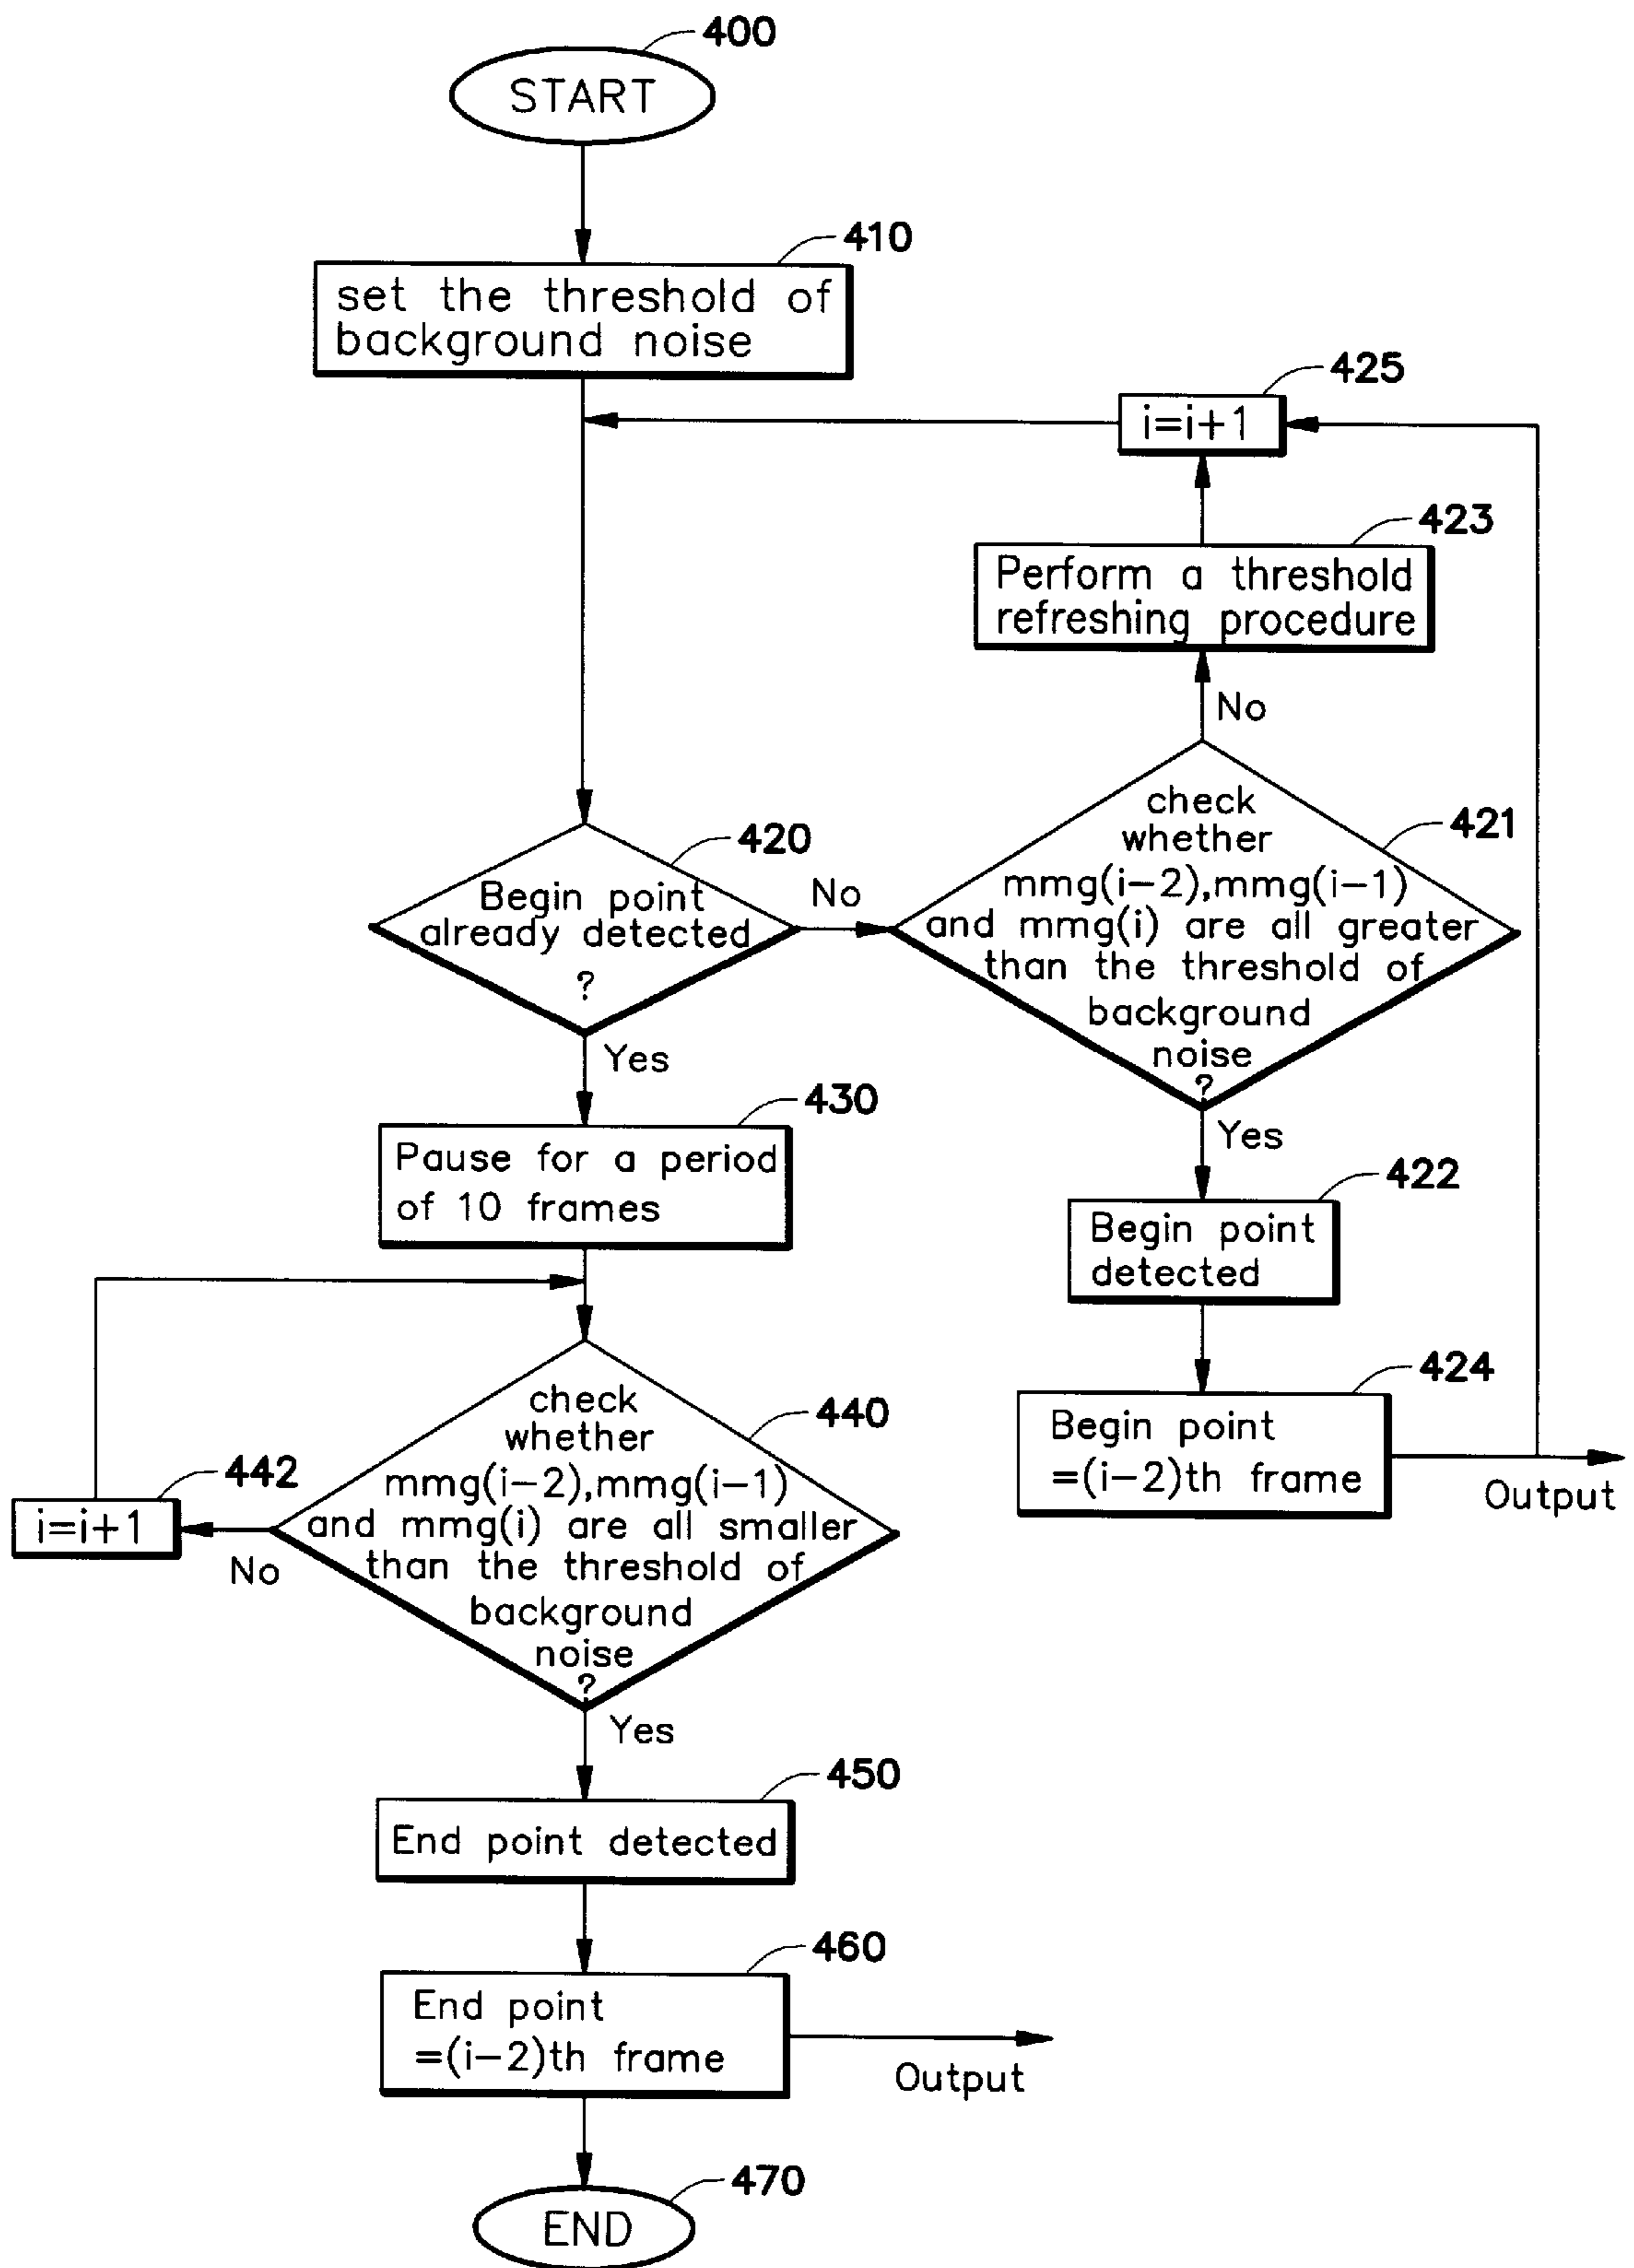 400
START
410
set the threshold of
background noise
425
i=i+1
423
Perform a threshold
refreshing procedure
No
420
Begin point
already detected
?
No
421
check
whether
mmg(i-2),mmg(i-1)
and mmg(i) are all greater
than the threshold of
background
noise
?
Yes
Yes
430
Pause for a period
of 10 frames
422
Begin point
detected
424
Begin point
=(i-2)th frame
Output
440
check
whether
mmg(i-2),mmg(i-1)
and mmg(i) are all smaller
than the threshold of
background
noise
?
442
i=i+1
No
Yes
450
End point detected
460
End point
=(i-2)th frame
Output
470
END